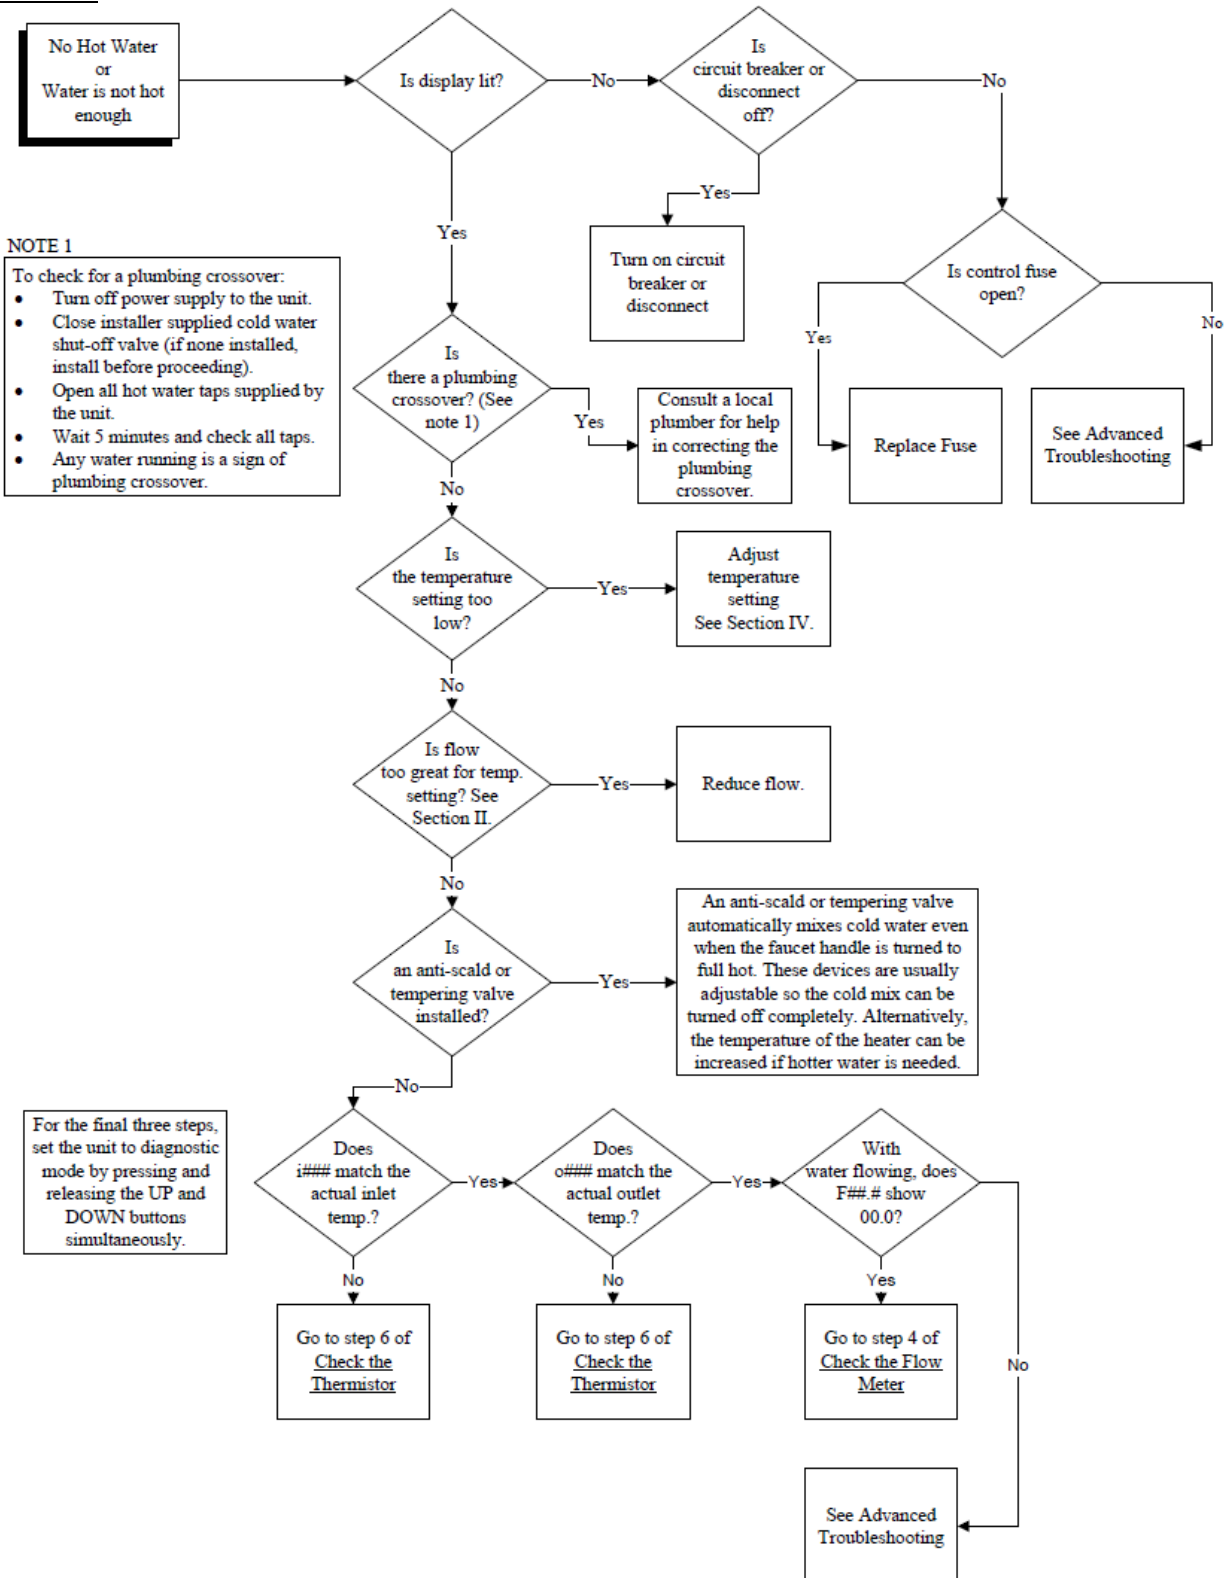 No Hot Water
or
Water is not hot
enough
Is display lit?
No
Is
circuit breaker or
disconnect
off?
No
Yes
Turn on circuit
breaker or
disconnect
Is control fuse
open?
Yes
No
Replace Fuse
See Advanced
Troubleshooting
Yes
NOTE 1
To check for a plumbing crossover:
• Turn off power supply to the unit.
• Close installer supplied cold water
shut-off valve (if none installed,
install before proceeding).
• Open all hot water taps supplied by
the unit.
• Wait 5 minutes and check all taps.
• Any water running is a sign of
plumbing crossover.
Is
there a plumbing
crossover? (See
note 1)
Yes
Consult a local
plumber for help
in correcting the
plumbing
crossover.
No
Is
the temperature
setting too
low?
Yes
Adjust
temperature
setting
See Section IV.
No
Is flow
too great for temp.
setting? See
Section II.
Yes
Reduce flow.
No
Is
an anti-scald or
tempering valve
installed?
Yes
An anti-scald or tempering valve
automatically mixes cold water even
when the faucet handle is turned to
full hot. These devices are usually
adjustable so the cold mix can be
turned off completely. Alternatively,
the temperature of the heater can be
increased if hotter water is needed.
No
For the final three steps,
set the unit to diagnostic
mode by pressing and
releasing the UP and
DOWN buttons
simultaneously.
Does
i### match the
actual inlet
temp.?
Yes
Does
o### match the
actual outlet
temp.?
Yes
With
water flowing, does
F##.# show
00.0?
No
Go to step 6 of
Check the
Thermistor
No
Go to step 6 of
Check the
Thermistor
Yes
Go to step 4 of
Check the Flow
Meter
No
See Advanced
Troubleshooting